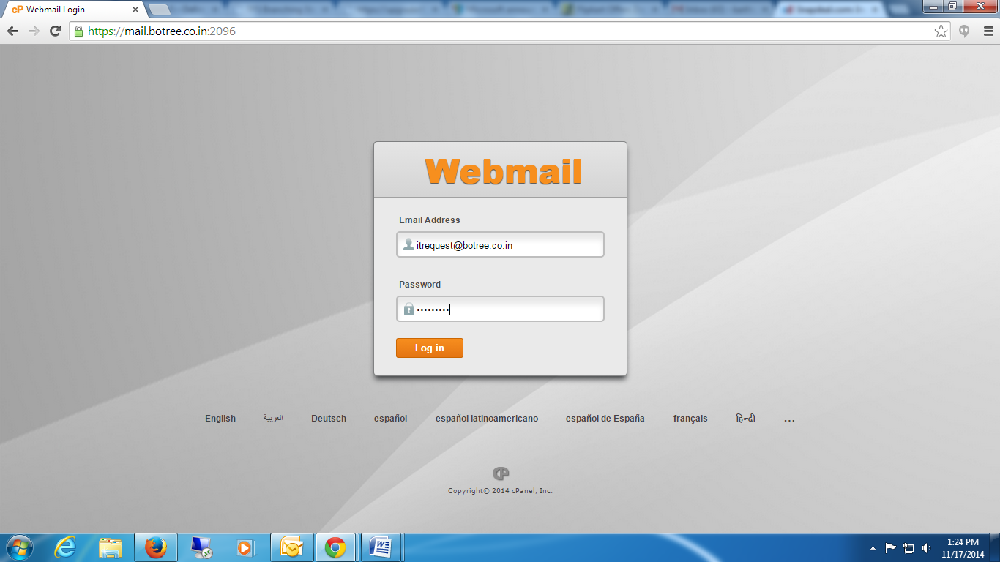 cP Webmail Login
https://mail.botree.co.in:2096
Webmail
Email Address
itrequest@botree.co.in
Password
•••••••••
Log in
English العربية Deutsch español español latinoamericano español de España français हिन्दी ...
cP
Copyright© 2014 cPanel, Inc.
1:24 PM
11/17/2014